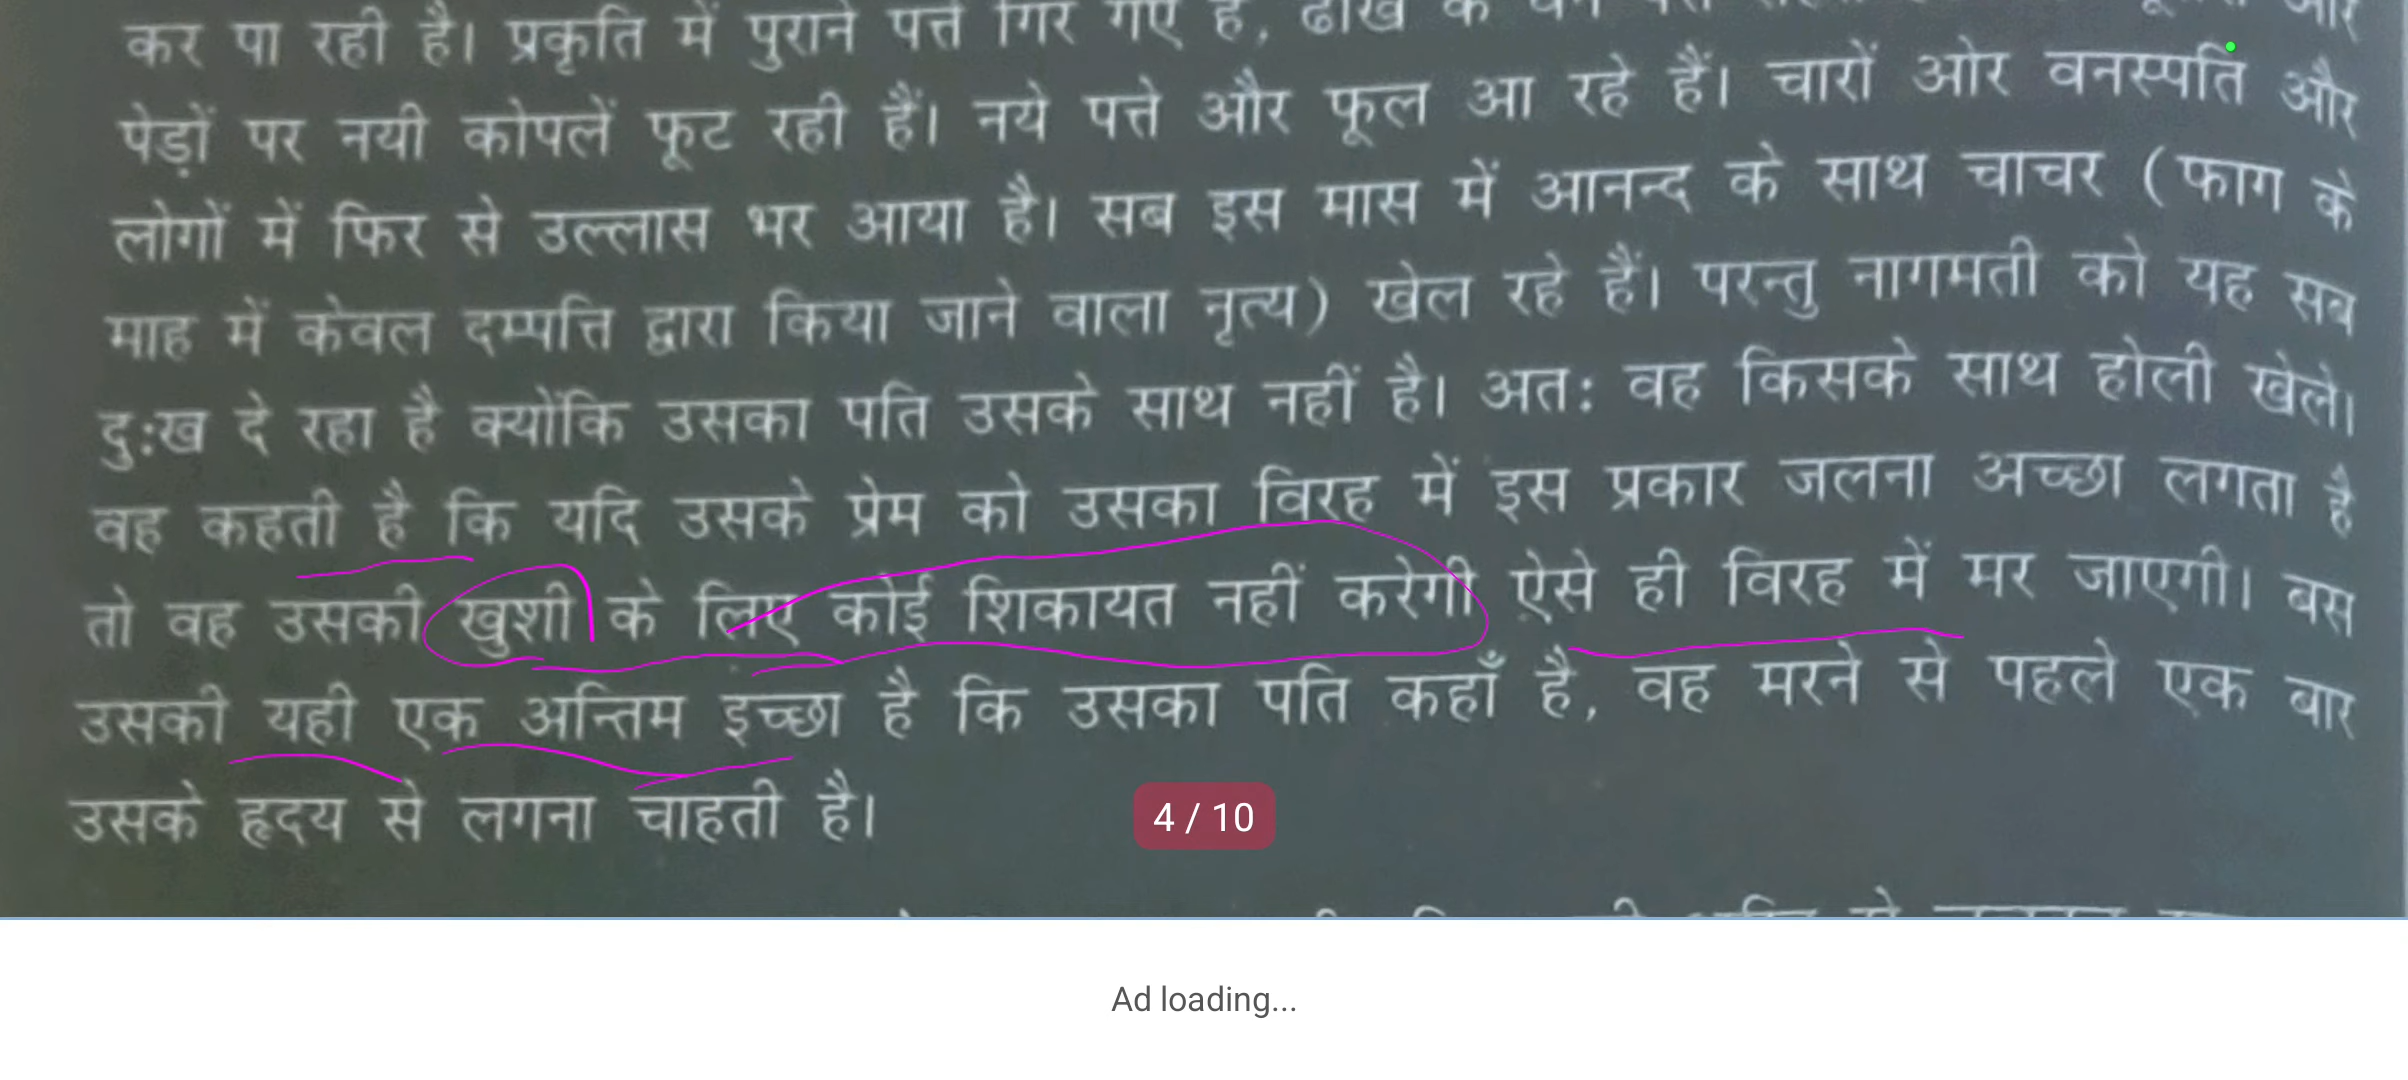 कर पा रही है। प्रकृति में पुराने पत्ते गिर गए हैं, ढाख के
पेड़ों पर नयी कोपलें फूट रही हैं। नये पत्ते और फूल आ रहे हैं। चारों ओर वनस्पति और
लोगों में फिर से उल्लास भर आया है। सब इस मास में आनन्द के साथ चाचर (फाग के
माह में केवल दम्पत्ति द्वारा किया जाने वाला नृत्य) खेल रहे हैं। परन्तु नागमती को यह सब
दुःख दे रहा है क्योंकि उसका पति उसके साथ नहीं है। अतः वह किसके साथ होली खेले।
वह कहती है कि यदि उसके प्रेम को उसका विरह में इस प्रकार जलना अच्छा लगता है
तो वह उसकी खुशी के लिए कोई शिकायत नहीं करेगी ऐसे ही विरह में मर जाएगी। बस
उसकी यही एक अन्तिम इच्छा है कि उसका पति कहाँ है, वह मरने से पहले एक बार
उसके हृदय से लगना चाहती है।
4 / 10
Ad loading...